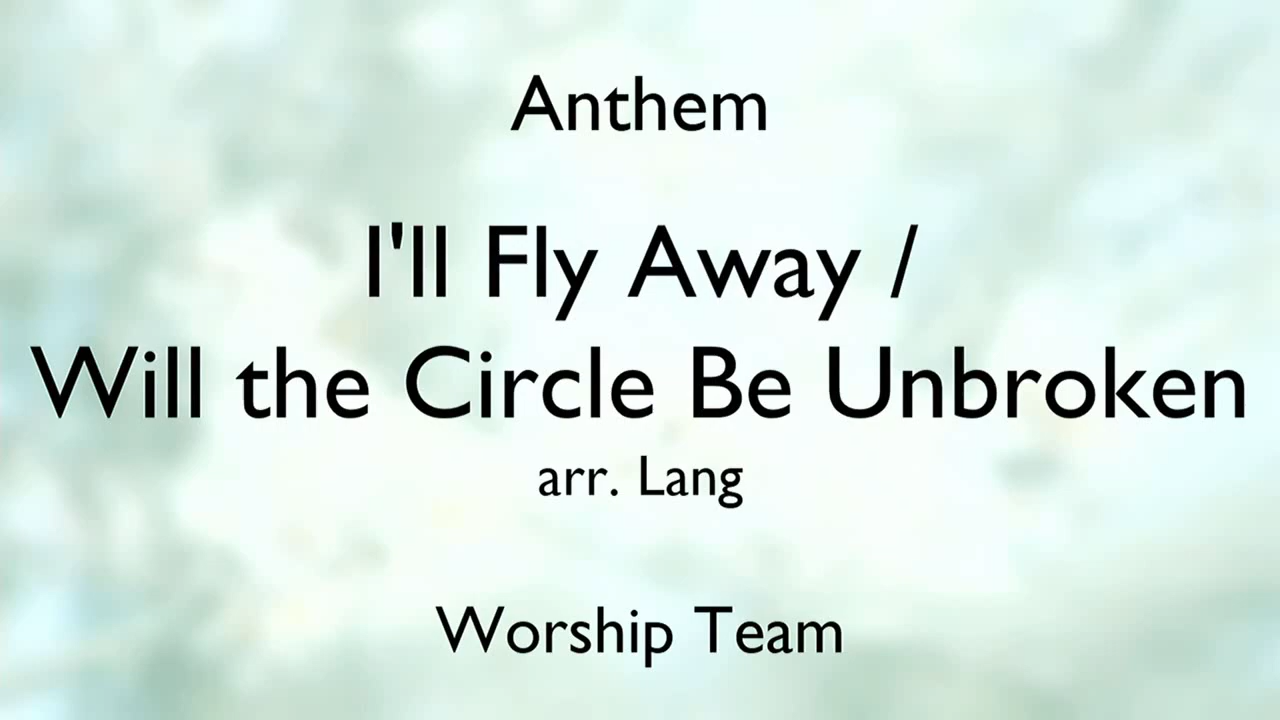 Anthem
I'll Fly Away /
Will the Circle Be Unbroken
arr. Lang
Worship Team